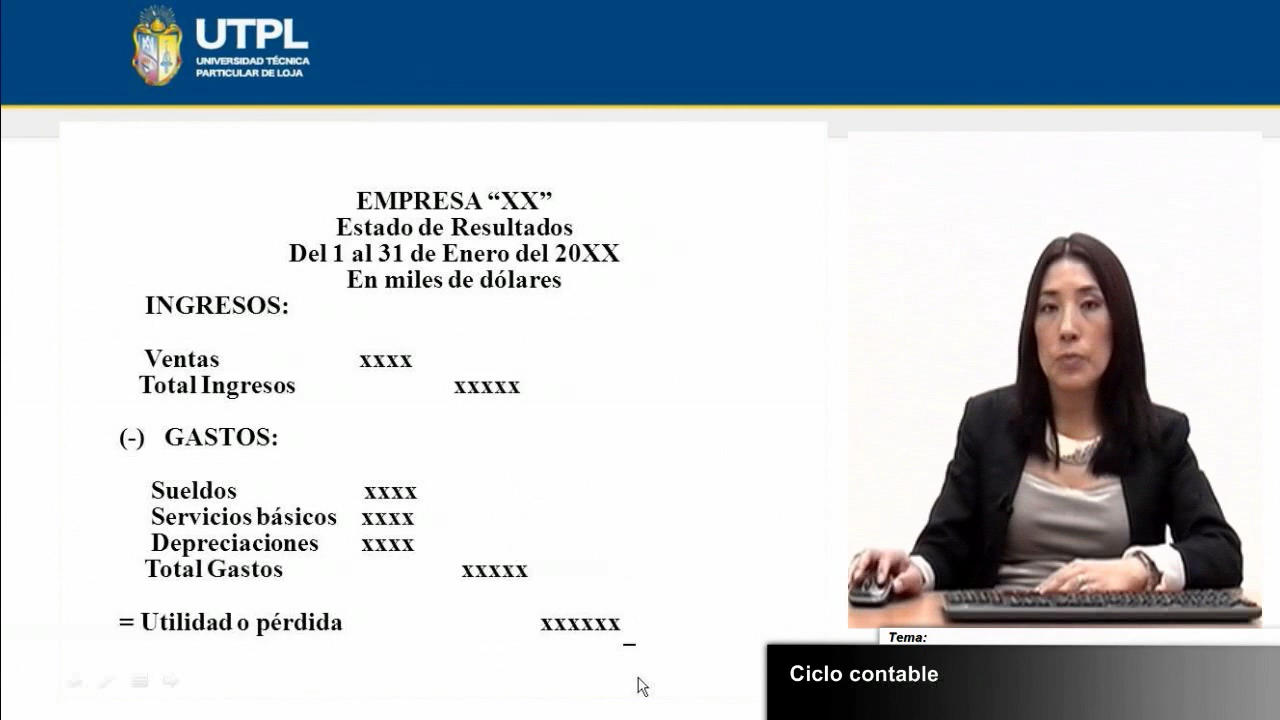 UTPL
UNIVERSIDAD TÉCNICA
PARTICULAR DE LOJA
EMPRESA “XX”
Estado de Resultados
Del 1 al 31 de Enero del 20XX
En miles de dólares
INGRESOS:
Ventas xxxx
Total Ingresos xxxxx
(-) GASTOS:
Sueldos xxxx
Servicios básicos xxxx
Depreciaciones xxxx
Total Gastos xxxxx
= Utilidad o pérdida xxxxxx
Tema:
Ciclo contable